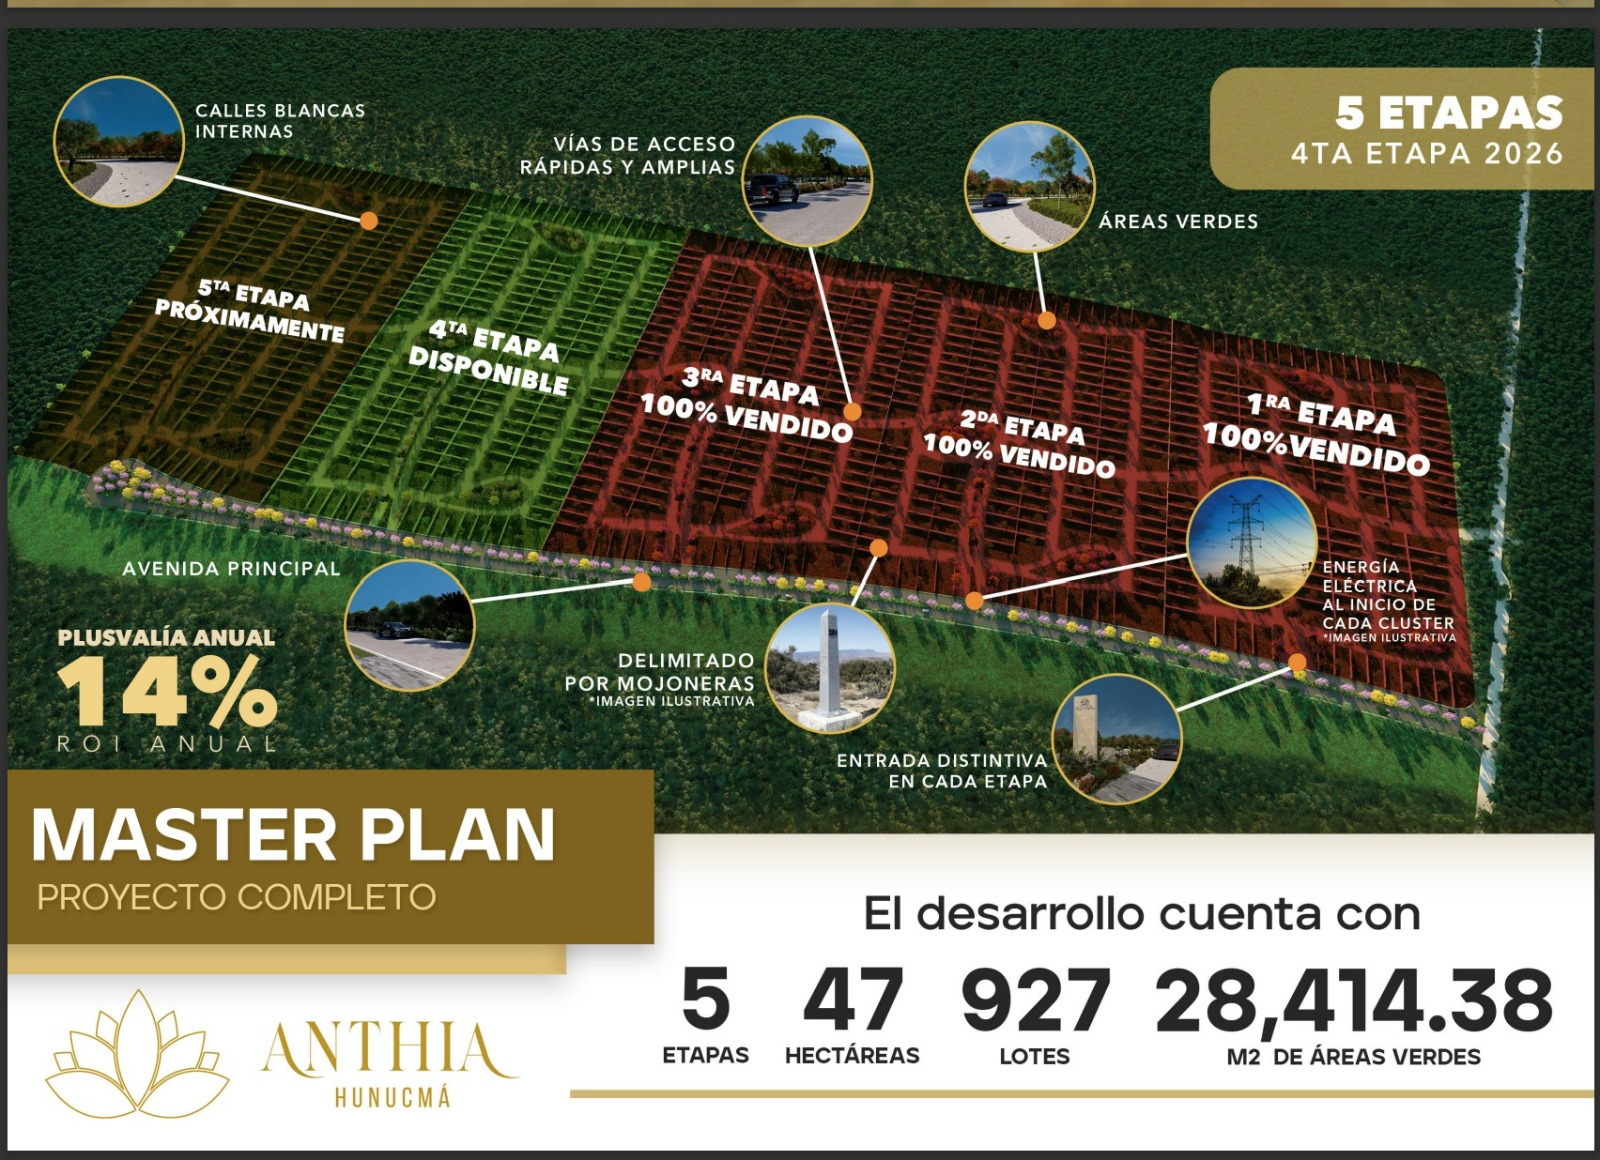 CALLES BLANCAS
INTERNAS
VÍAS DE ACCESO
RÁPIDAS Y AMPLIAS
ÁREAS VERDES
5 ETAPAS
4TA ETAPA 2026
5TA ETAPA
PRÓXIMAMENTE
4TA ETAPA
DISPONIBLE
3RA ETAPA
100% VENDIDO
2DA ETAPA
100% VENDIDO
1RA ETAPA
100%VENDIDO
AVENIDA PRINCIPAL
ENERGÍA
ELÉCTRICA
AL INICIO DE
CADA CLUSTER
*IMAGEN ILUSTRATIVA
DELIMITADO
POR MOJONERAS
*IMAGEN ILUSTRATIVA
ENTRADA DISTINTIVA
EN CADA ETAPA
PLUSVALÍA ANUAL
14%
ROI ANUAL
MASTER PLAN
PROYECTO COMPLETO
El desarrollo cuenta con
5
ETAPAS
47
HECTÁREAS
927
LOTES
28,414.38
M2 DE ÁREAS VERDES
ANTHIA
HUNUCMÁ